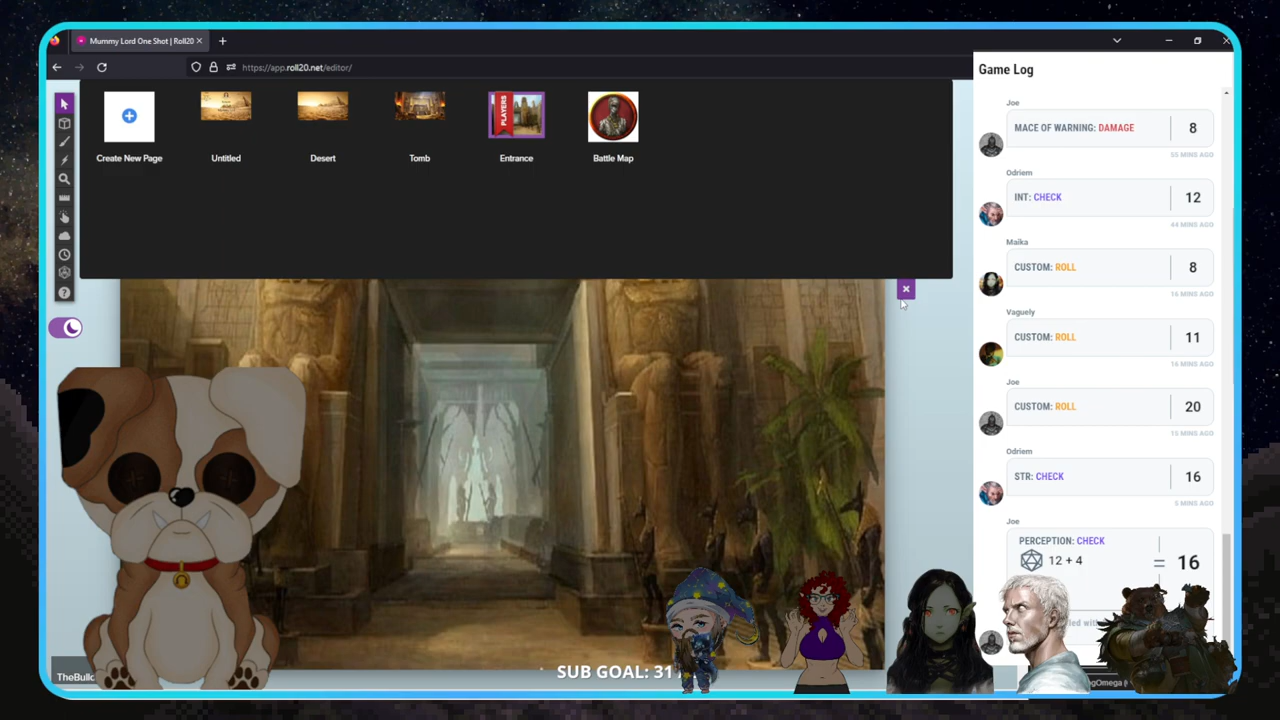 Mummy Lord One Shot | Roll20
https://app.roll20.net/editor/
Create New Page
Untitled
Desert
Tomb
PLAYERS
Entrance
Battle Map
Game Log
Joe
MACE OF WARNING: DAMAGE
8
55 MINS AGO
Odriem
INT: CHECK
12
44 MINS AGO
Maika
CUSTOM: ROLL
8
16 MINS AGO
Vaguely
CUSTOM: ROLL
11
16 MINS AGO
Joe
CUSTOM: ROLL
20
15 MINS AGO
Odriem
STR: CHECK
16
5 MINS AGO
Joe
PERCEPTION: CHECK
12 + 4
= 16
SUB GOAL: 31